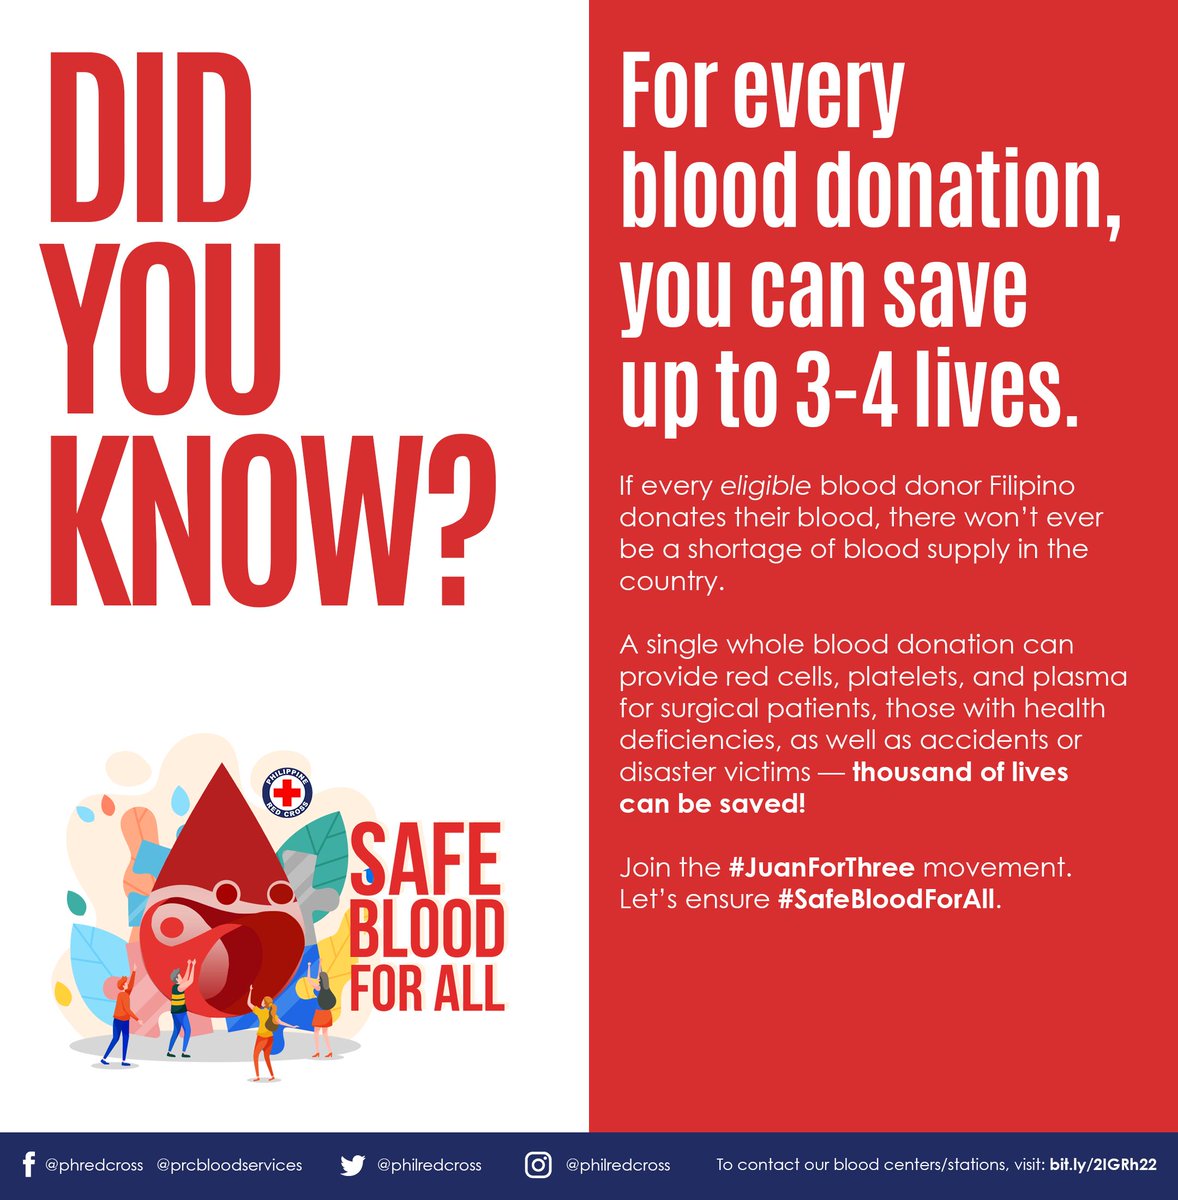 DID
YOU
KNOW?
PHILIPPINE
RED CROSS
SAFE
BLOOD
FOR ALL
For every
blood donation,
you can save
up to 3-4 lives.
If every eligible blood donor Filipino
donates their blood, there won’t ever
be a shortage of blood supply in the
country.
A single whole blood donation can
provide red cells, platelets, and plasma
for surgical patients, those with health
deficiencies, as well as accidents or
disaster victims — thousand of lives
can be saved!
Join the #JuanForThree movement.
Let’s ensure #SafeBloodForAll.
@phredcross @prcbloodservices @philredcross @philredcross To contact our blood centers/stations, visit: bit.ly/2IGRh22